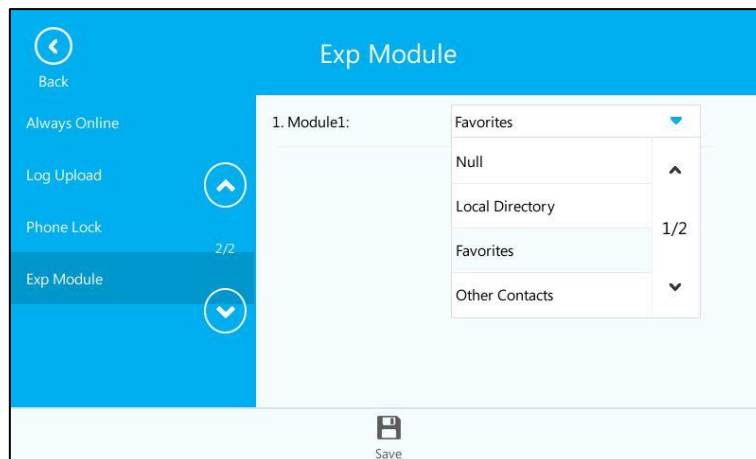 Exp Module
Back
Always Online
Log Upload
Phone Lock
2/2
Exp Module
1. Module1:
Favorites
Null
Local Directory
Favorites
Other Contacts
1/2
Save